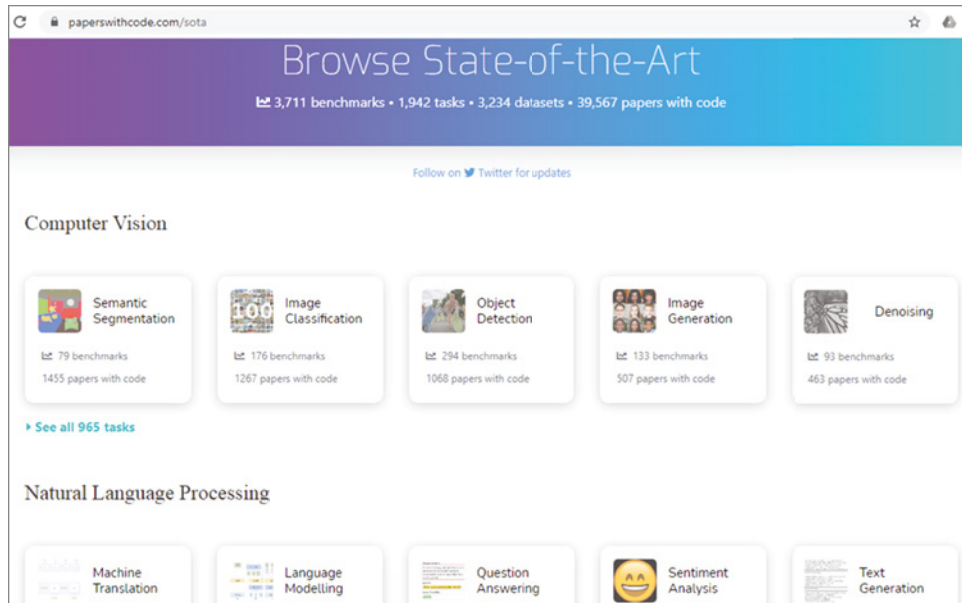 paperswithcode.com/sota
Browse State-of-the-Art
3,711 benchmarks • 1,942 tasks • 3,234 datasets • 39,567 papers with code
Follow on Twitter for updates
Computer Vision
Semantic
Segmentation
79 benchmarks
1455 papers with code
100
Image
Classification
176 benchmarks
1267 papers with code
Object
Detection
294 benchmarks
1068 papers with code
Image
Generation
133 benchmarks
507 papers with code
Denoising
93 benchmarks
463 papers with code
See all 965 tasks
Natural Language Processing
Machine
Translation
Language
Modelling
Question
Answering
Sentiment
Analysis
Text
Generation